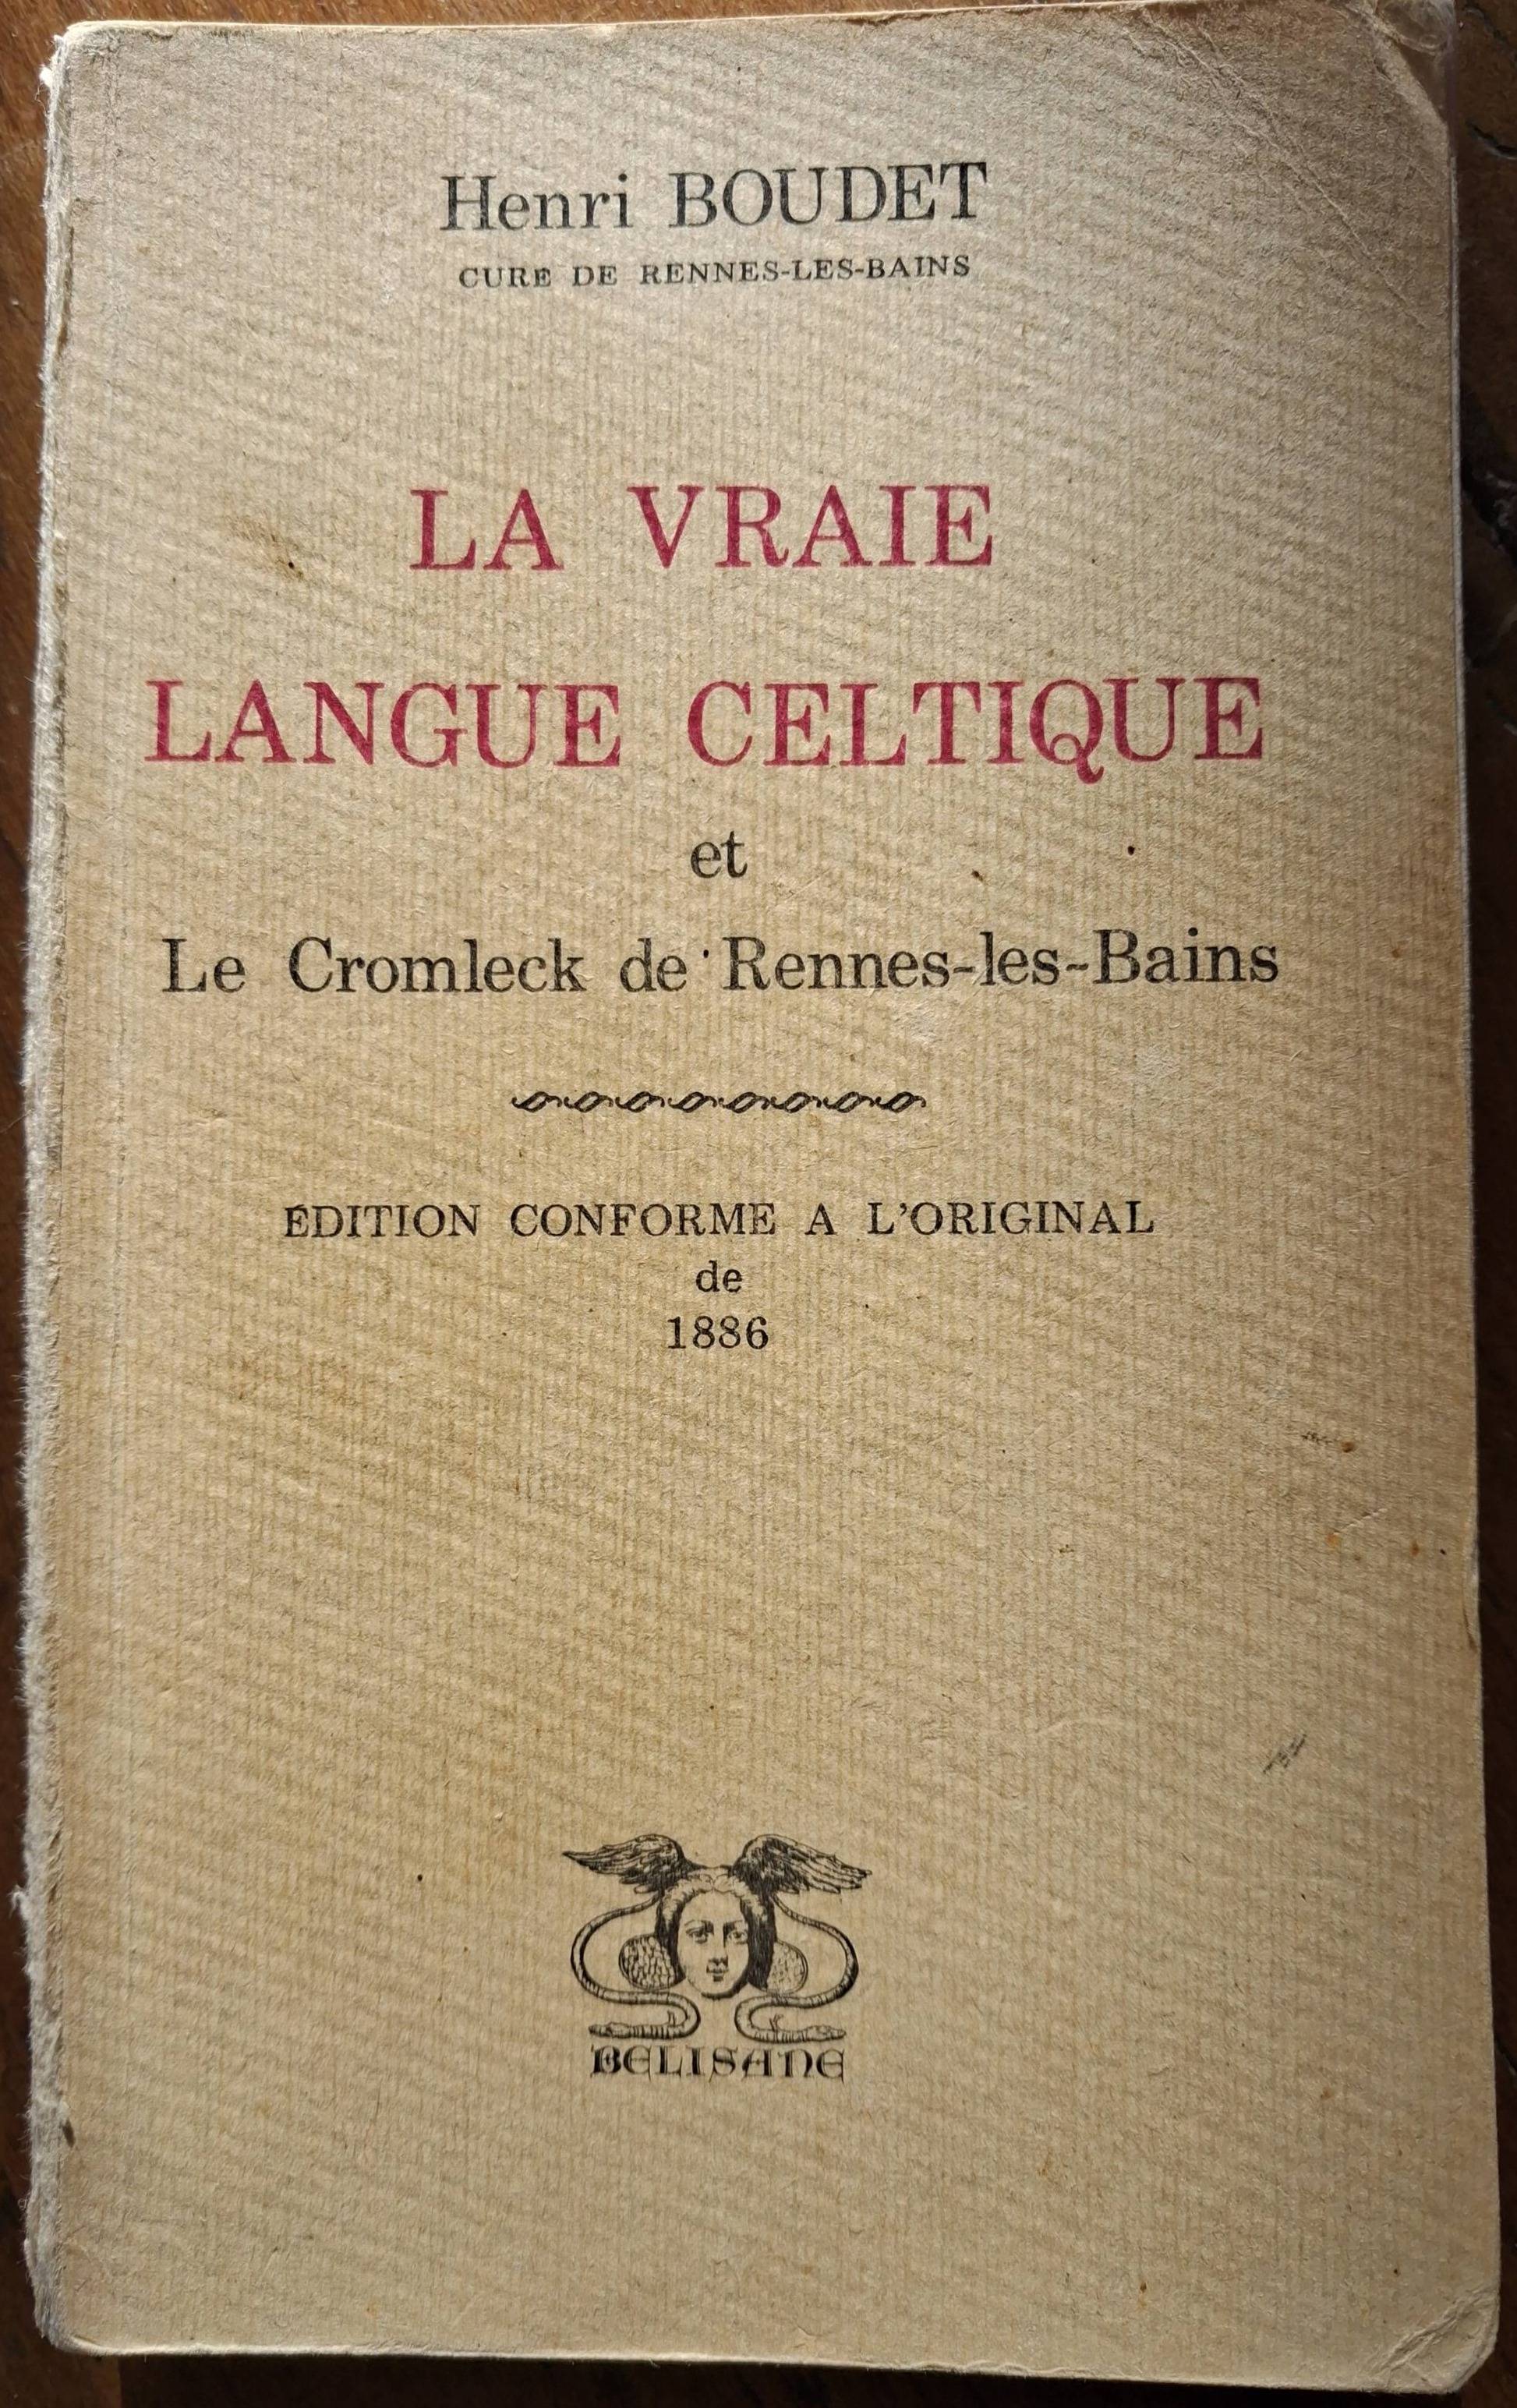 Henri BOUDET
CURE DE RENNES-LES-BAINS
LA VRAIE
LANGUE CELTIQUE
et
Le Cromleck de Rennes-les-Bains
ÉDITION CONFORME A L'ORIGINAL
de
1886
BELISANE